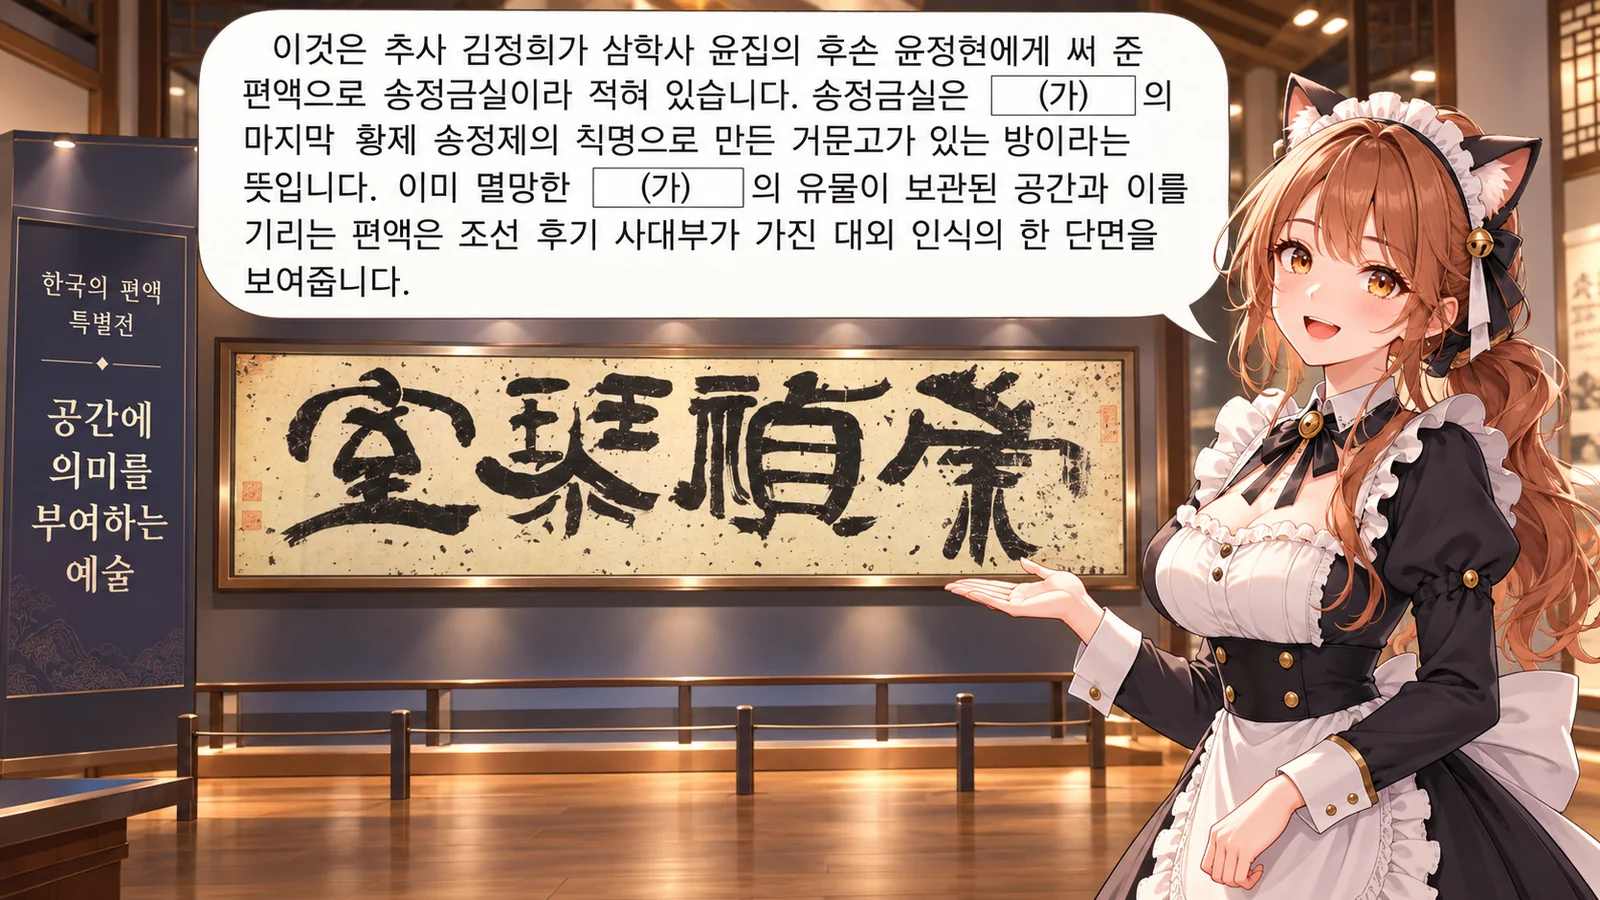 이것은 추사 김정희가 삼학사 윤집의 후손 윤정현에게 써 준
편액으로 송정금실이라 적혀 있습니다. 송정금실은 (가) 의
마지막 황제 송정제의 칙명으로 만든 거문고가 있는 방이라는
뜻입니다. 이미 멸망한 (가) 의 유물이 보관된 공간과 이를
기리는 편액은 조선 후기 사대부가 가진 대외 인식의 한 단면을
보여줍니다.
한국의 편액
특별전
공간에
의미를
부여하는
예술
室琴禎崇